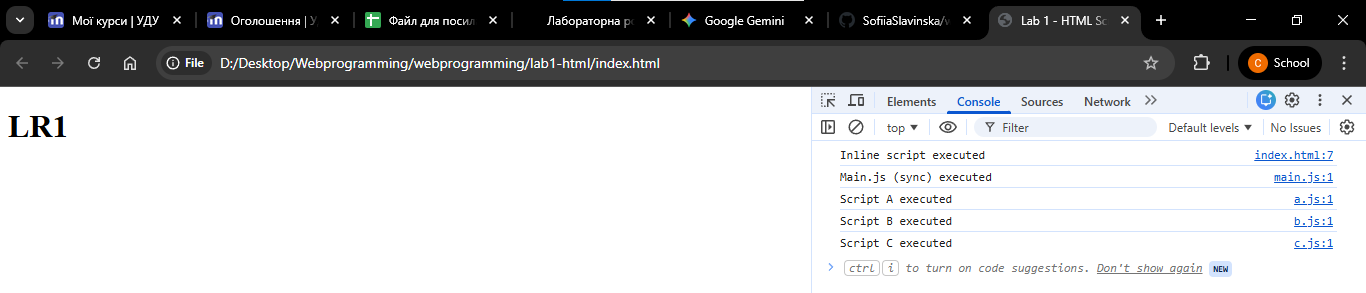 Мої курси | УДУ
Оголошення | У
Файл для посил
Лабораторна р
Google Gemini
SofiiaSlavinska/w
Lab 1 - HTML Sc
File D:/Desktop/Webprogramming/webprogramming/lab1-html/index.html
C School
LR1
Elements Console Sources Network
top Filter Default levels No Issues
Inline script executed index.html:7
Main.js (sync) executed main.js:1
Script A executed a.js:1
Script B executed b.js:1
Script C executed c.js:1
ctrl i to turn on code suggestions. Don't show again NEW